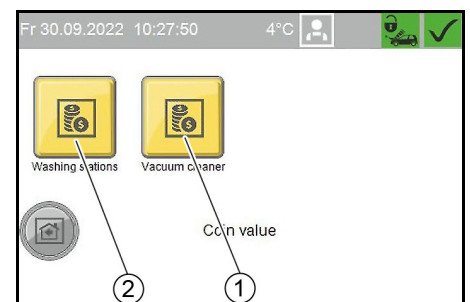 Fr 30.09.2022 10:27:50 4°C
Washing stations Vacuum cleaner
Coin value
2 1